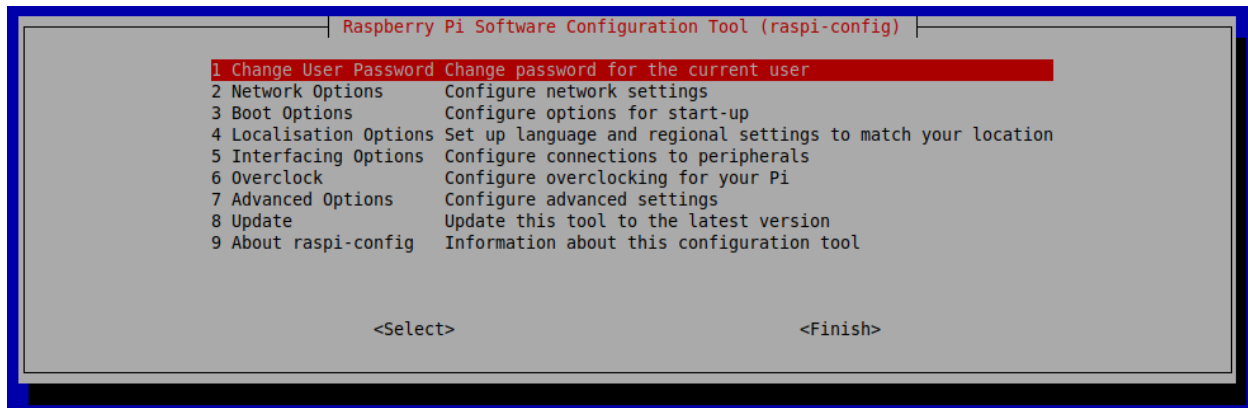 Raspberry Pi Software Configuration Tool (raspi-config)
1 Change User Password Change password for the current user
2 Network Options Configure network settings
3 Boot Options Configure options for start-up
4 Localisation Options Set up language and regional settings to match your location
5 Interfacing Options Configure connections to peripherals
6 Overclock Configure overclocking for your Pi
7 Advanced Options Configure advanced settings
8 Update Update this tool to the latest version
9 About raspi-config Information about this configuration tool
<Select> <Finish>